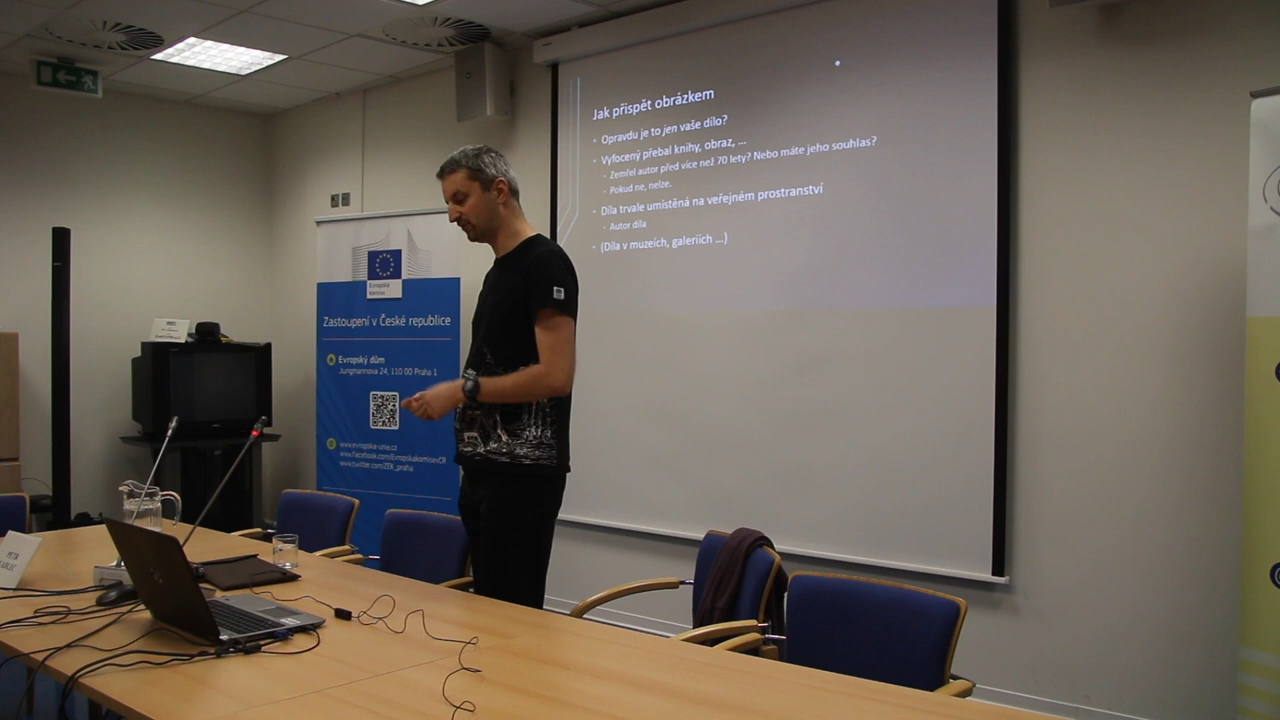 Jak přispět obrázkem
Opravdu je to jen vaše dílo?
Vyfocený přebal knihy, obraz, ...
Zemřel autor před více než 70 lety? Nebo máte jeho souhlas?
Pokud ne, nelze.
Díla trvale umístěná na veřejném prostranství
Autor díla
(Díla v muzeích, galeriích ...)
Evropská
komise
Zastoupení v České republice
Evropský dům
Jungmannova 24, 110 00 Praha 1
www.evropska-unie.cz
www.facebook.com/EvropskakomiseCR
www.twitter.com/ZEK_praha
PETR